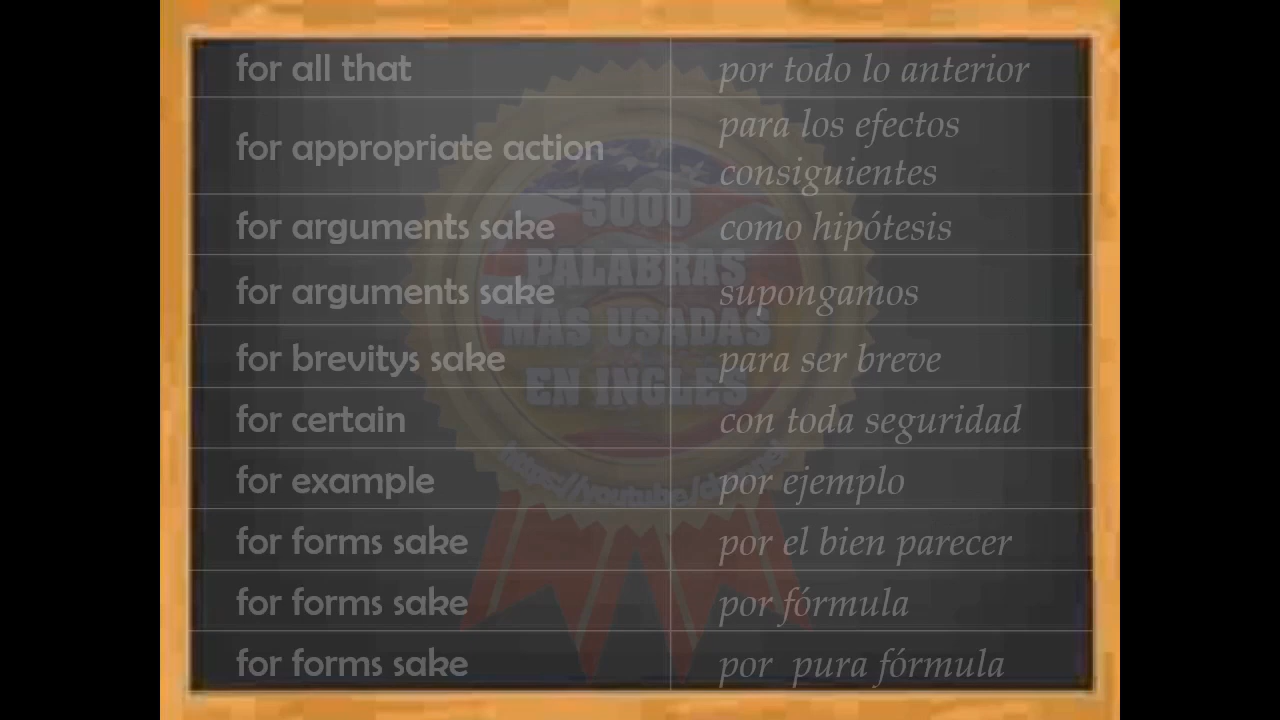 for all that por todo lo anterior
for appropriate action para los efectos
consiguientes
for arguments sake como hipótesis
for arguments sake supongamos
for brevitys sake para ser breve
for certain con toda seguridad
for example por ejemplo
for forms sake por el bien parecer
for forms sake por fórmula
for forms sake por  pura fórmula
5000
PALABRAS
MAS USADAS
EN INGLES